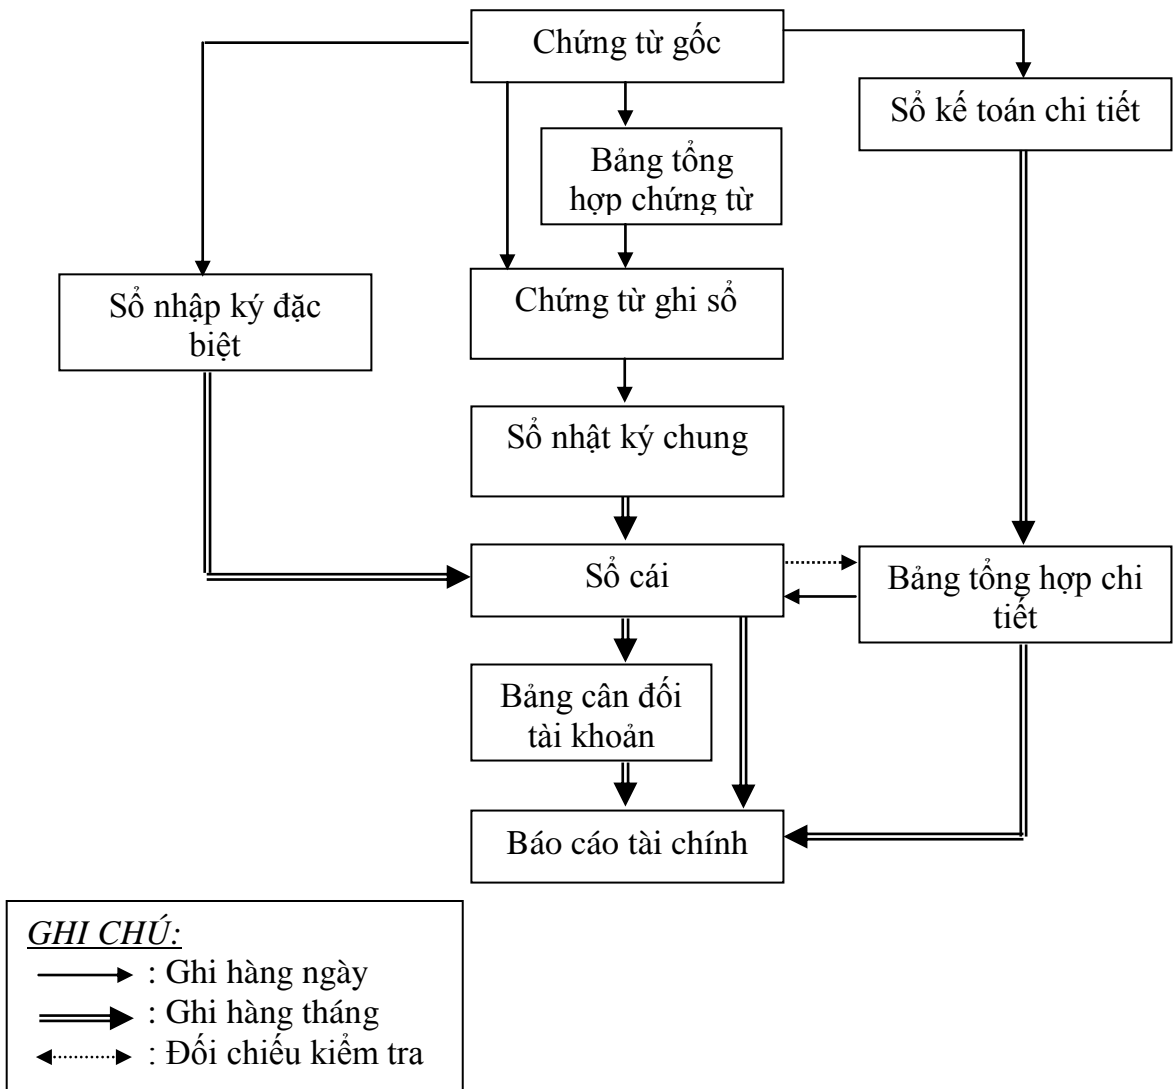 Chứng từ gốc
Sổ kế toán chi tiết
Bảng tổng
hợp chứng từ
Sổ nhập ký đặc
biệt
Chứng từ ghi sổ
Sổ nhật ký chung
Sổ cái
Bảng tổng hợp chi
tiết
Bảng cân đối
tài khoản
Báo cáo tài chính
GHI CHÚ:
: Ghi hàng ngày
: Ghi hàng tháng
: Đối chiếu kiểm tra